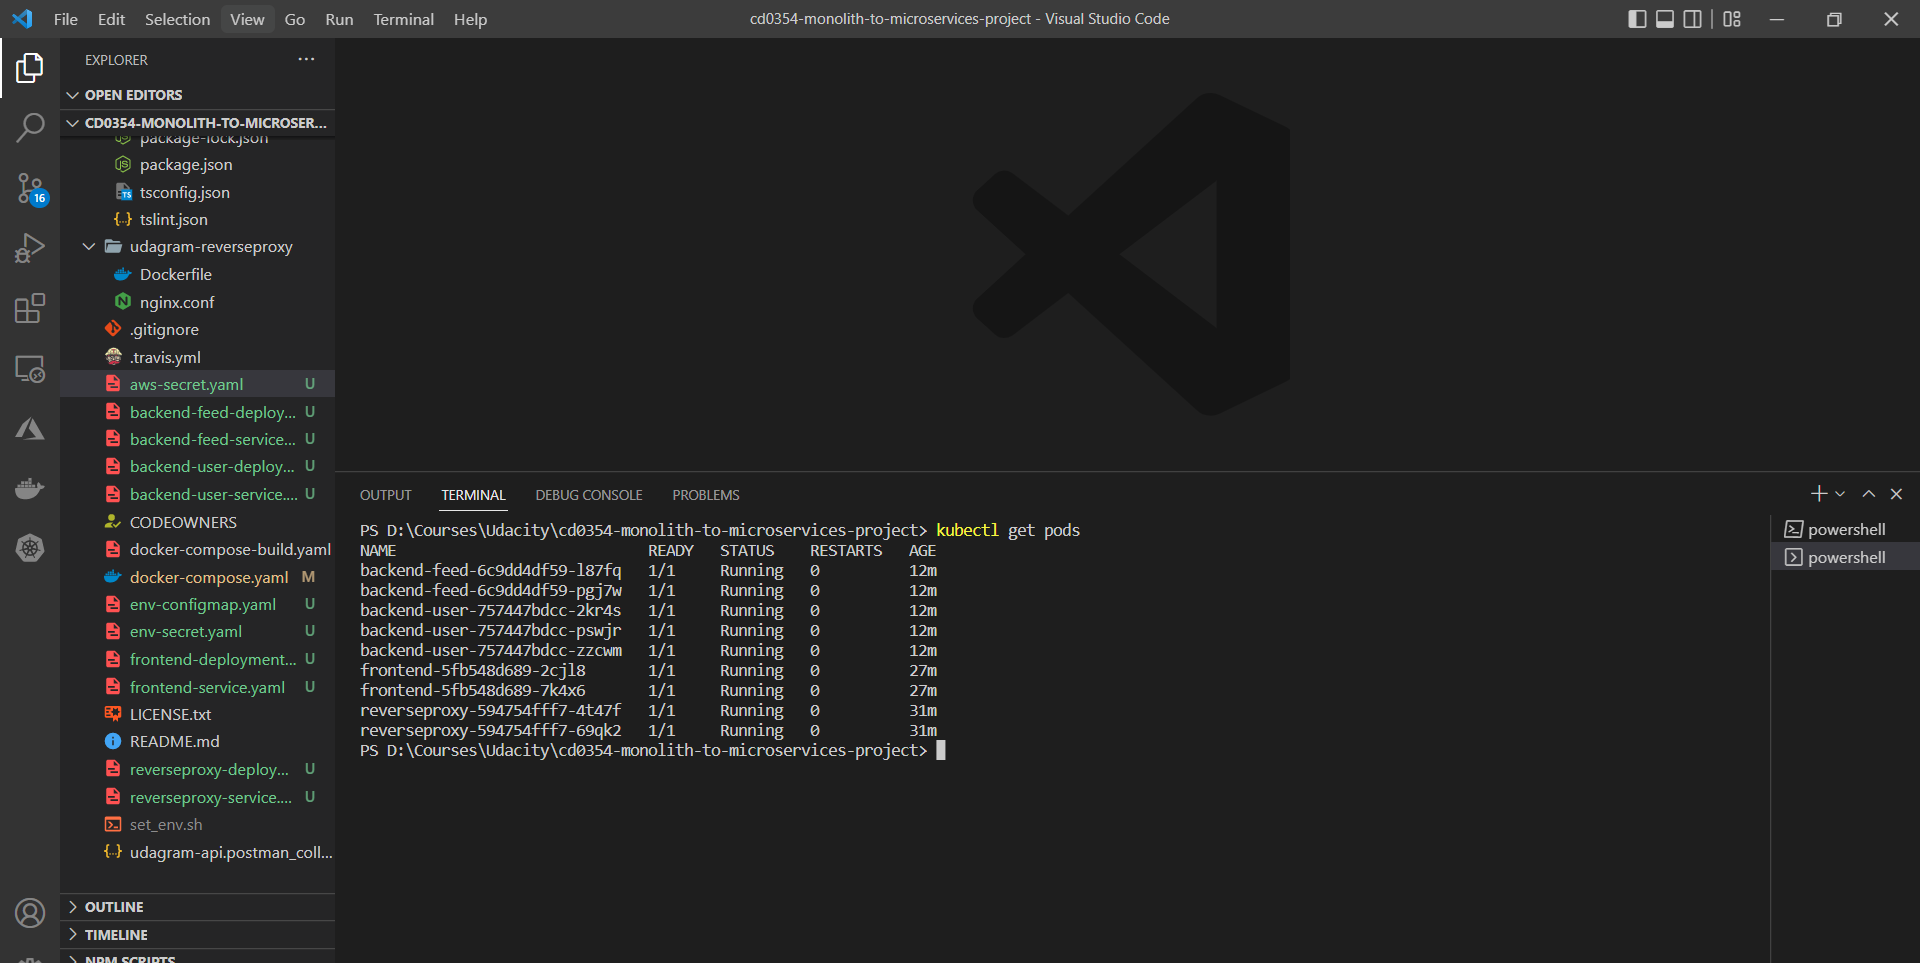 File Edit Selection View Go Run Terminal Help
cd0354-monolith-to-microservices-project - Visual Studio Code
EXPLORER
OPEN EDITORS
CD0354-MONOLITH-TO-MICROSER...
package-lock.json
package.json
tsconfig.json
tslint.json
udagram-reverseproxy
Dockerfile
nginx.conf
.gitignore
.travis.yml
aws-secret.yaml U
backend-feed-deploy... U
backend-feed-service... U
backend-user-deploy... U
backend-user-service.... U
CODEOWNERS
docker-compose-build.yaml
docker-compose.yaml M
env-configmap.yaml U
env-secret.yaml U
frontend-deployment... U
frontend-service.yaml U
LICENSE.txt
README.md
reverseproxy-deploy... U
reverseproxy-service.... U
set_env.sh
udagram-api.postman_coll...
OUTLINE
TIMELINE
NPM SCRIPTS
16
OUTPUT TERMINAL DEBUG CONSOLE PROBLEMS
PS D:\Courses\Udacity\cd0354-monolith-to-microservices-project> kubectl get pods
NAME READY STATUS RESTARTS AGE
backend-feed-6c9dd4df59-l87fq 1/1 Running 0 12m
backend-feed-6c9dd4df59-pgj7w 1/1 Running 0 12m
backend-user-757447bdcc-2kr4s 1/1 Running 0 12m
backend-user-757447bdcc-pswjr 1/1 Running 0 12m
backend-user-757447bdcc-zzcwm 1/1 Running 0 12m
frontend-5fb548d689-2cjl8 1/1 Running 0 27m
frontend-5fb548d689-7k4x6 1/1 Running 0 27m
reverseproxy-594754fff7-4t47f 1/1 Running 0 31m
reverseproxy-594754fff7-69qk2 1/1 Running 0 31m
PS D:\Courses\Udacity\cd0354-monolith-to-microservices-project>
powershell
powershell